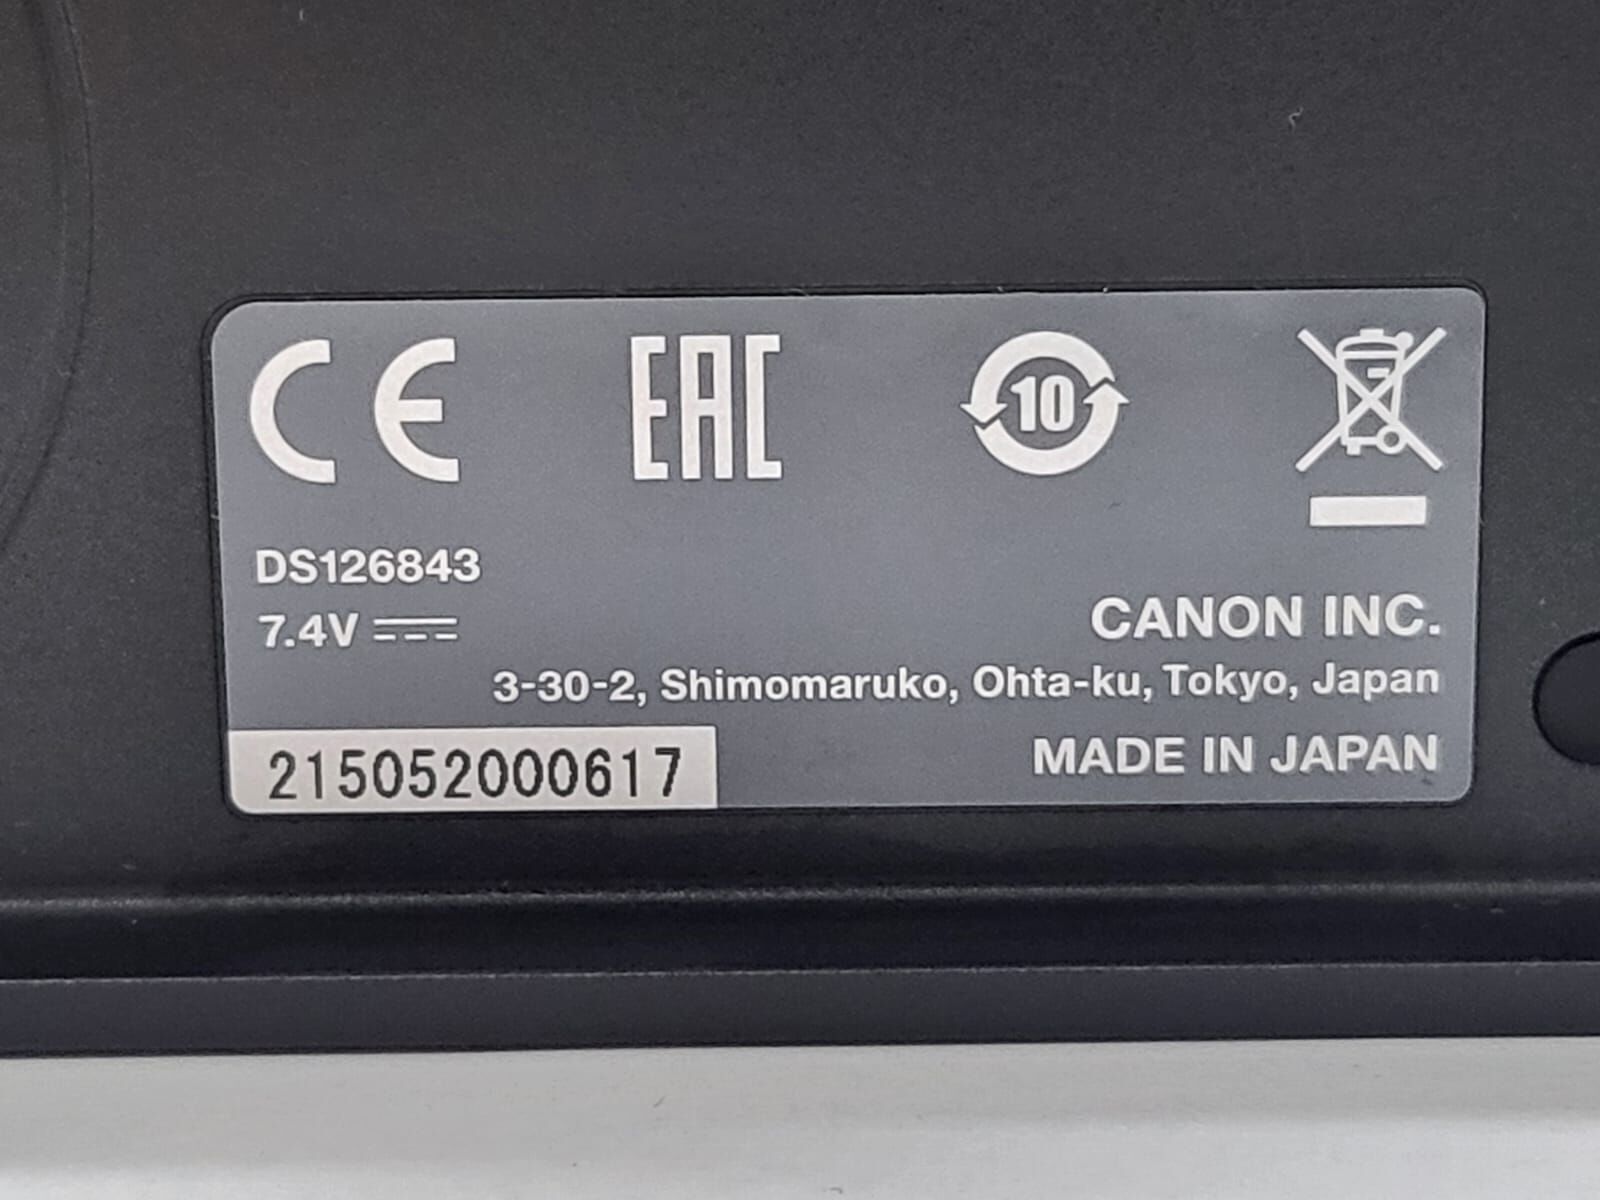 CE EAC 10
DS126843
7.4V
CANON INC.
3-30-2, Shimomaruko, Ohta-ku, Tokyo, Japan
215052000617
MADE IN JAPAN